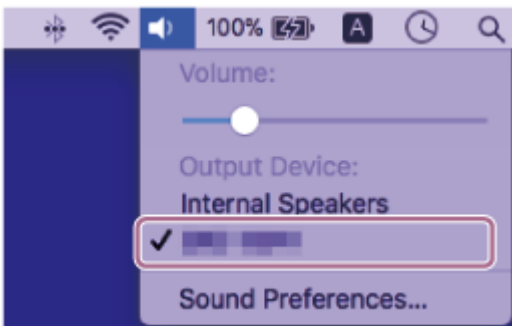 100% A
Volume:
Output Device:
Internal Speakers
Sound Preferences...